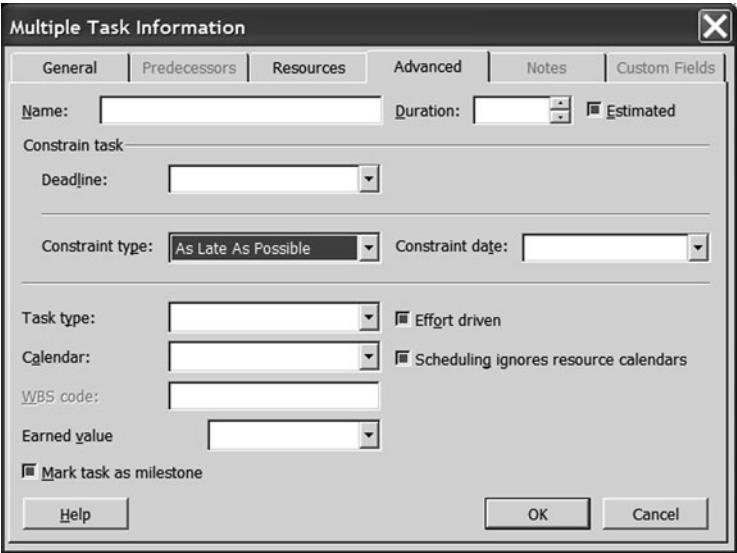 Multiple Task Information
General Predecessors Resources Advanced Notes Custom Fields
Name: Duration: Estimated
Constrain task
Deadline:
Constraint type: As Late As Possible Constraint date:
Task type: Effort driven
Calendar: Scheduling ignores resource calendars
WBS code:
Earned value
Mark task as milestone
Help OK Cancel